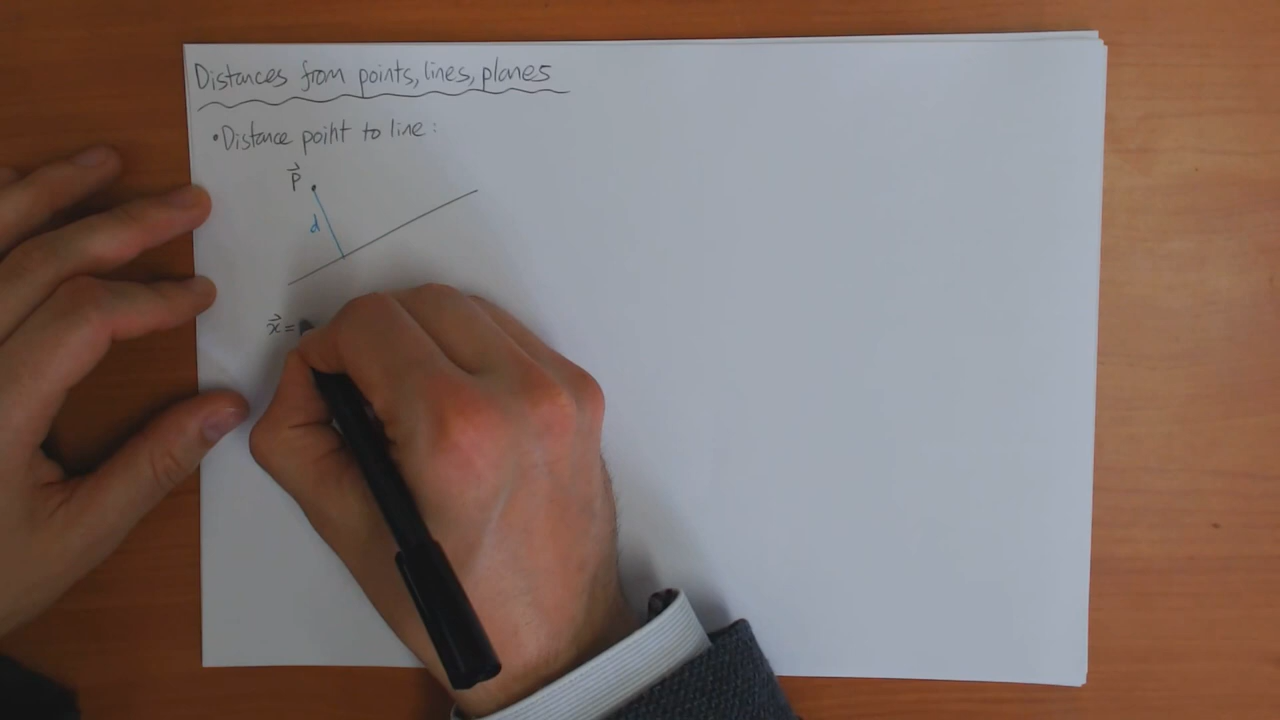 Distances from points, lines, planes
• Distance point to line:
p⃗
d
x⃗ =